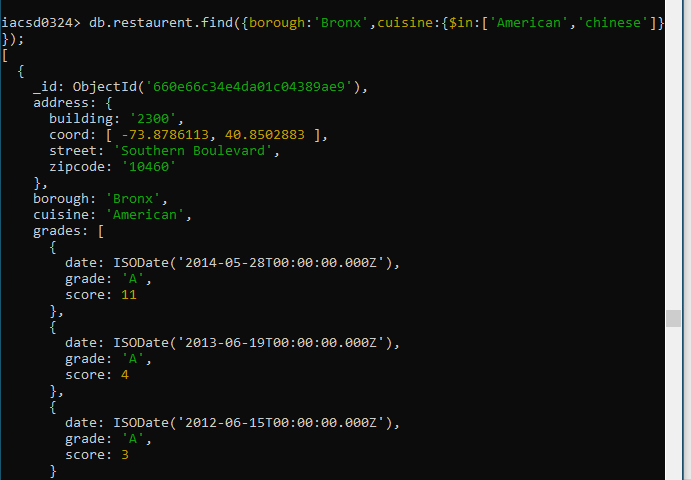 iacsd0324> db.restaurent.find({borough:'Bronx',cuisine:{$in:['American','chinese']}
});
[
  {
    _id: ObjectId('660e66c34e4da01c04389ae9'),
    address: {
      building: '2300',
      coord: [ -73.8786113, 40.8502883 ],
      street: 'Southern Boulevard',
      zipcode: '10460'
    },
    borough: 'Bronx',
    cuisine: 'American',
    grades: [
      {
        date: ISODate('2014-05-28T00:00:00.000Z'),
        grade: 'A',
        score: 11
      },
      {
        date: ISODate('2013-06-19T00:00:00.000Z'),
        grade: 'A',
        score: 4
      },
      {
        date: ISODate('2012-06-15T00:00:00.000Z'),
        grade: 'A',
        score: 3
      }